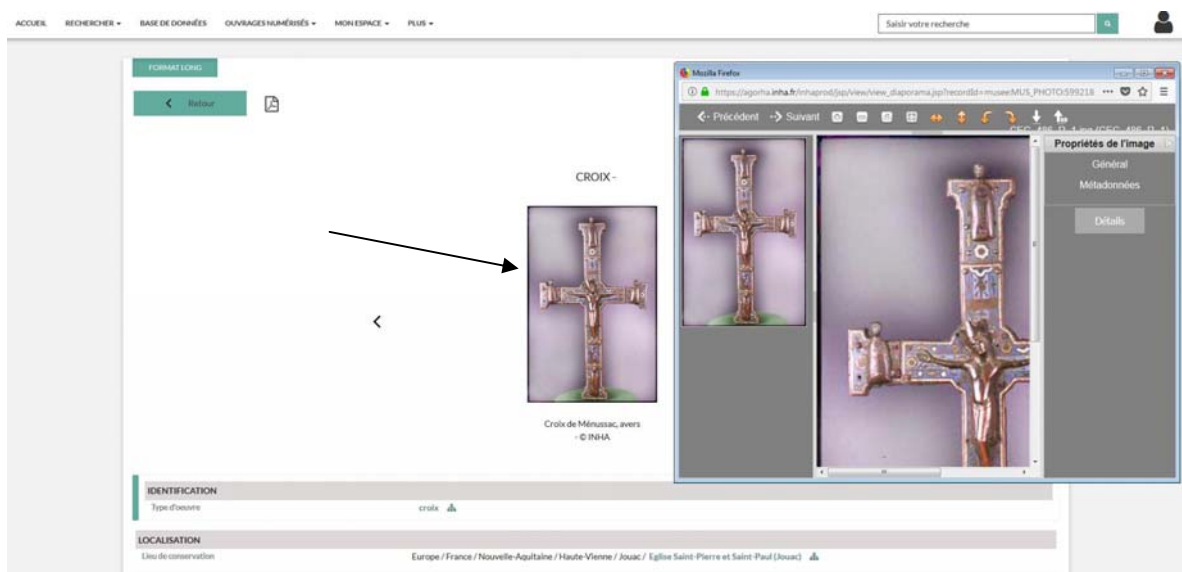 ACCUEIL RECHERCHER BASE DE DONNÉES OUVRAGES NUMÉRISÉS MON ESPACE PLUS Saisir votre recherche
FORMAT LONG
Retour
CROIX -
Croix de Ménussac, avers
- © INHA
IDENTIFICATION
Type d'oeuvre croix
LOCALISATION
Lieu de conservation Europe / France / Nouvelle-Aquitaine / Haute-Vienne / Jouac / Eglise Saint-Pierre et Saint-Paul (Jouac)
Mozilla Firefox
https://agorha.inha.fr/inhaprod/jsp/view/view_diaporama.jsp?recordId=musee:MUS_PHOTO:599218
Précédent Suivant
Propriétés de l'image
Général
Métadonnées
Détails